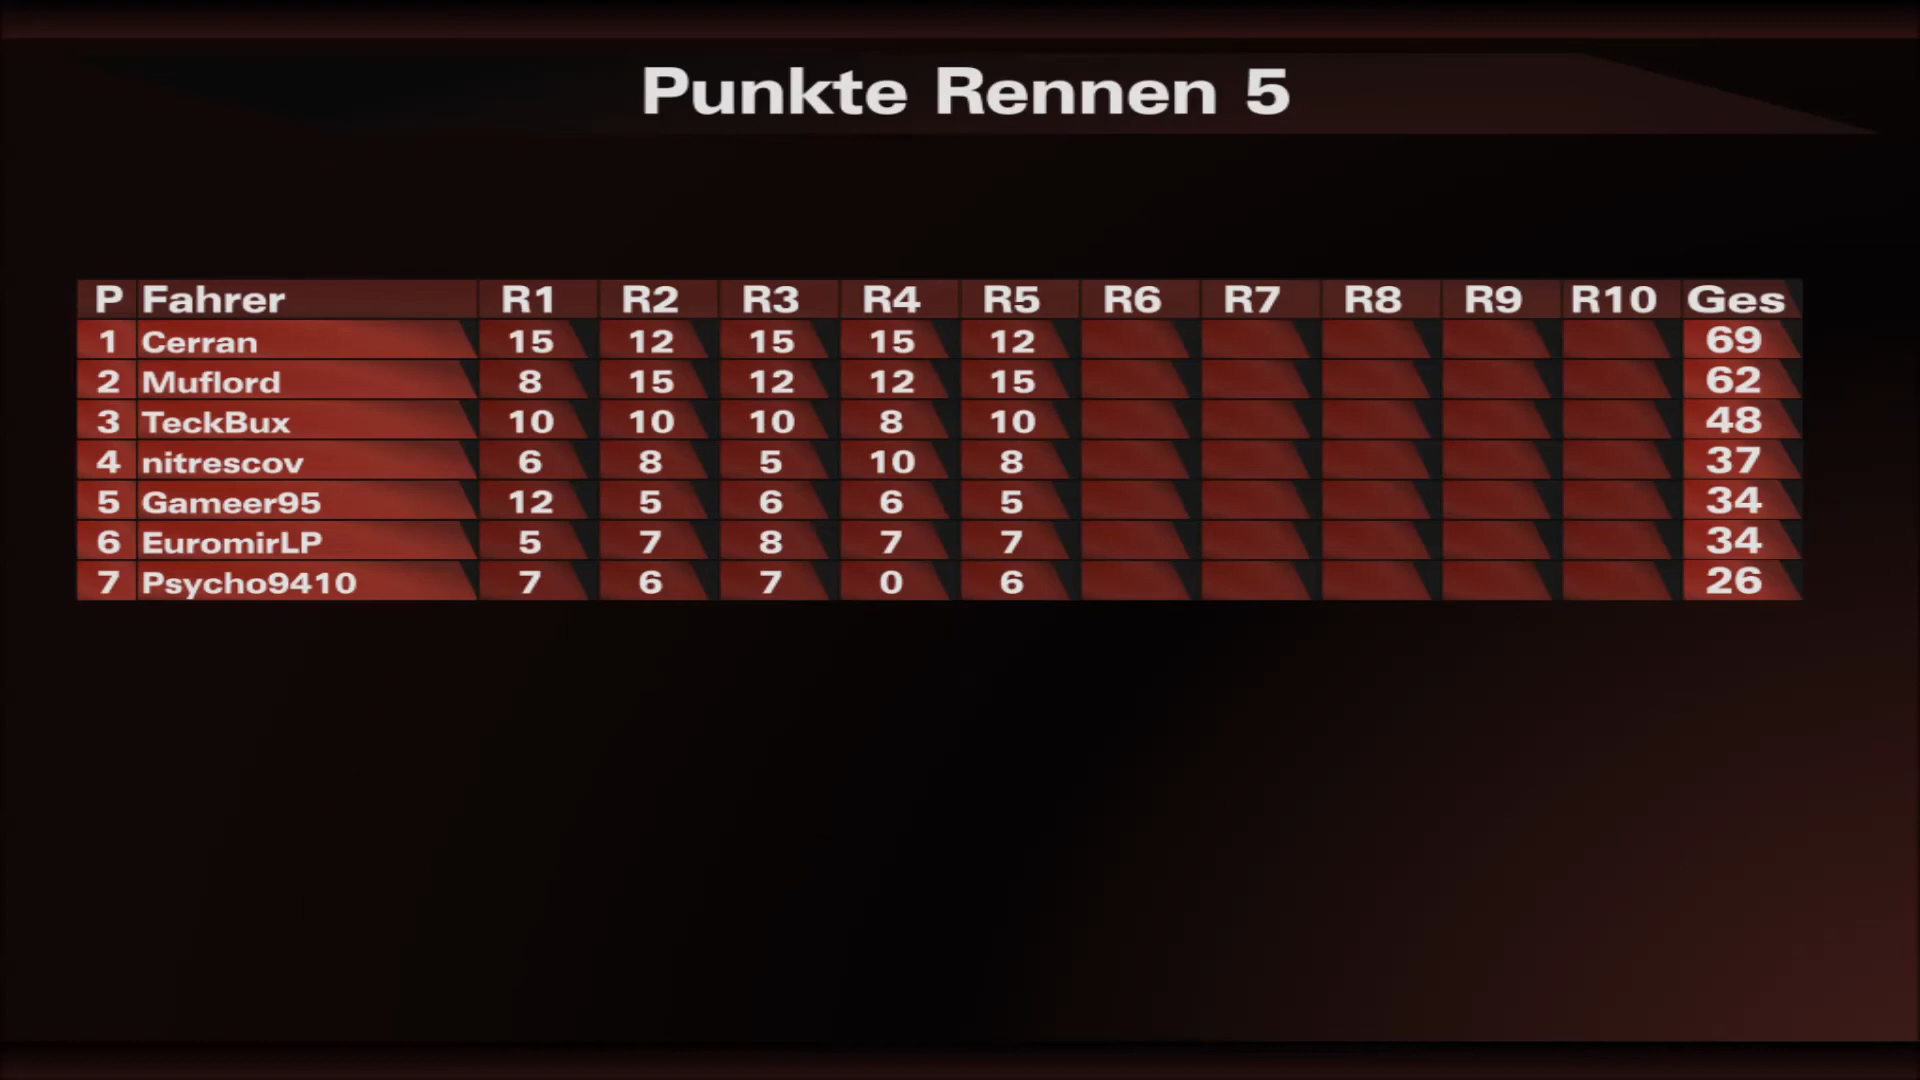 Punkte Rennen 5
P Fahrer R1 R2 R3 R4 R5 R6 R7 R8 R9 R10 Ges
1 Cerran 15 12 15 15 12 69
2 Muflord 8 15 12 12 15 62
3 TeckBux 10 10 10 8 10 48
4 nitrescov 6 8 5 10 8 37
5 Gameer95 12 5 6 6 5 34
6 EuromirLP 5 7 8 7 7 34
7 Psycho9410 7 6 7 0 6 26